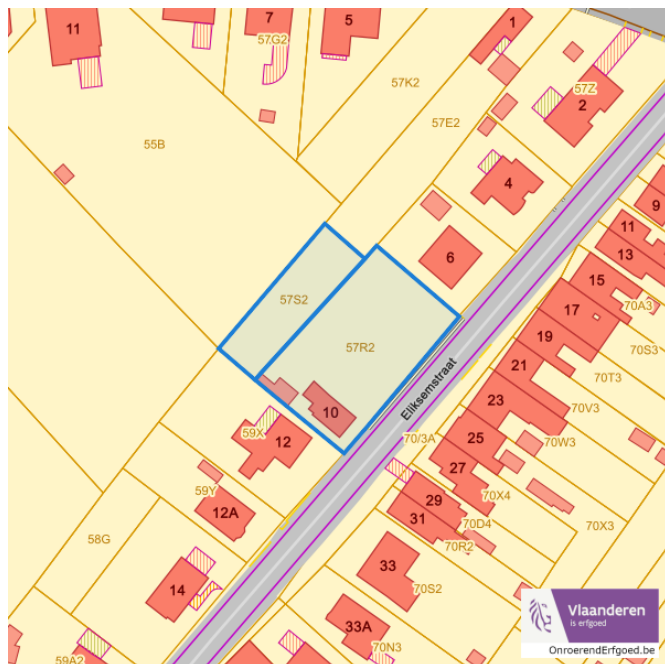 11
7
5
1
57G2
57Z
2
57K2
55B
57E2
4
9
11
13
6
15
57S2
17
70A3
19
57R2
70S3
21
70T3
Eliksemstraat
23
70V3
10
59X
12
25
70/3A
70W3
27
59Y
29
70X4
12A
31
70D4
70X3
58G
70R2
33
14
70S2
33A
59A2
70N3
Vlaanderen
is erfgoed
OnroerendErfgoed.be